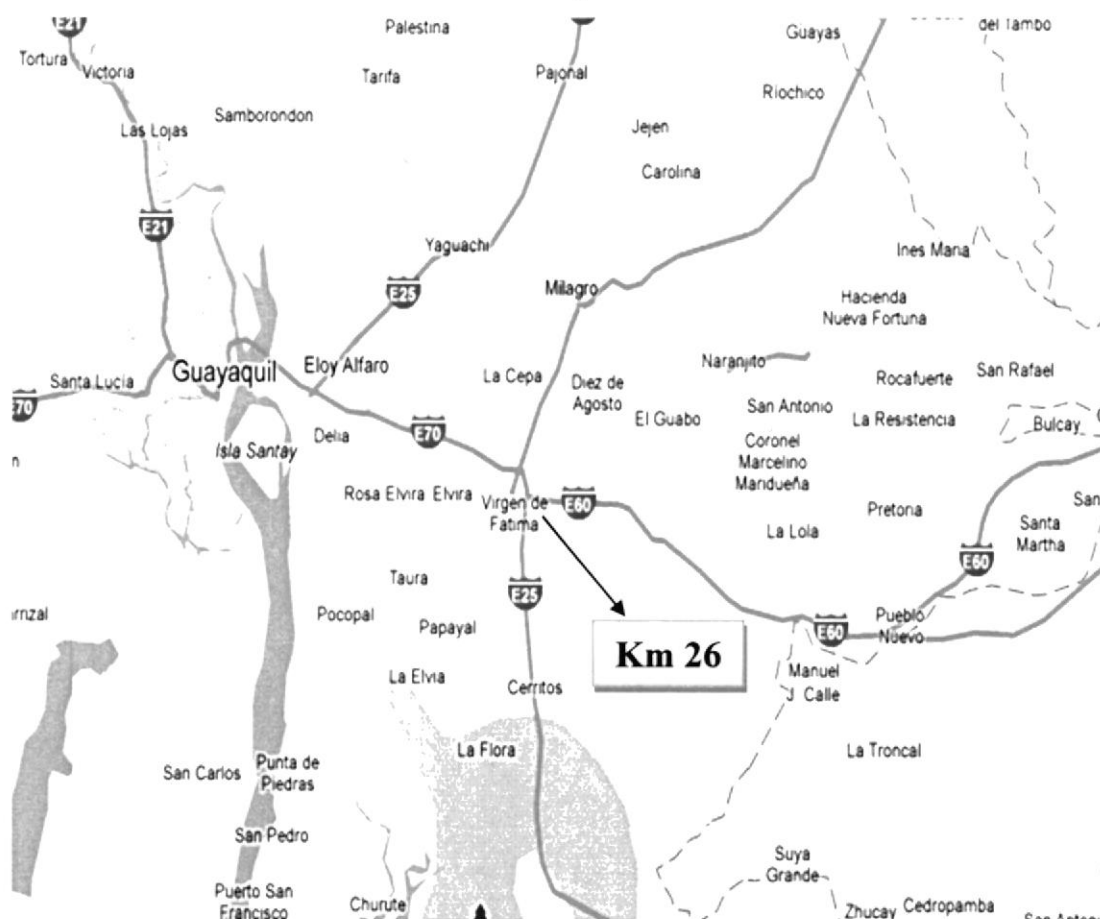 E21
Palestina
Guayas
del Tambo
Tortura
Victoria
Tarifa
Pajonal
Riochico
Samborondon
Las Lojas
Jejen
Carolina
E21
Yaguachi
Ines Maria
E25
Milagro
Hacienda
Nueva Fortuna
Eloy Alfaro
Guayaquil
Naranjito
La Cepa
Santa Lucía
Diez de
Agosto
Rocafuerte
San Rafael
E70
El Guabo
San Antonio
La Resistencia
Bulcay
Isla Santay
Delia
E70
Coronel
Marcelino
Maridueña
n
Rosa Elvira
Elvira
Virgen de
Fatima
E60
Pretoria
San
La Lola
Santa
Martha
E60
Taura
E25
rrizal
Pocopal
Papayal
Pueblo
Nuevo
E60
Km 26
Manuel
J Calle
La Elvia
Cerritos
La Flora
La Troncal
San Carlos
Punta de
Piedras
San Pedro
Suya
Grande
Puerto San
Francisco
Churute
Zhucay
Cedropamba